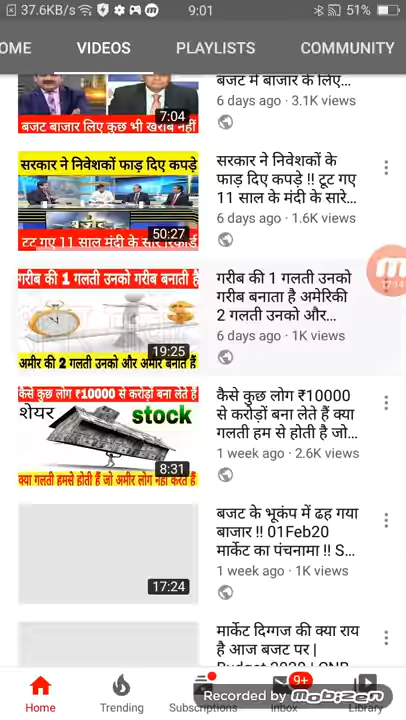 37.6KB/s 9:01 51%
OME VIDEOS PLAYLISTS COMMUNITY
7:04
बजट बाजार लिए कुछ भी खराब नहीं
बजट में बाजार के लिए...
6 days ago · 3.1K views
सरकार ने निवेशकों फाड़ दिए कपड़े
50:27
टूट गए 11 साल मंदी के सारे रिकॉर्ड
सरकार ने निवेशकों के
फाड़ दिए कपड़े !! टूट गए
11 साल के मंदी के सारे...
6 days ago · 1.6K views
गरीब की 1 गलती उनको गरीब बनाती है
19:25
अमीर की 2 गलती उनको और अमीर बनाते हैं
गरीब की 1 गलती उनको
गरीब बनाता है अमेरिकी
2 गलती उनको और...
6 days ago · 1K views
17:14
कैसे कुछ लोग ₹10000 से करोड़ों बना लेते हैं
शेयर stock
8:31
क्या गलती हमसे होती हैं जो अमीर लोग नहीं करते हैं
कैसे कुछ लोग ₹10000
से करोड़ों बना लेते हैं क्या
गलती हम से होती है जो...
1 week ago · 2.6K views
17:24
बजट के भूकंप में ढह गया
बाजार !! 01Feb20
मार्केट का पंचनामा !! S...
1 week ago · 1K views
मार्केट दिग्गज की क्या राय
है आज बजट पर |
Budget 2020 | CNB
9+
Recorded by mobizen
Home Trending Subscriptions Inbox Library